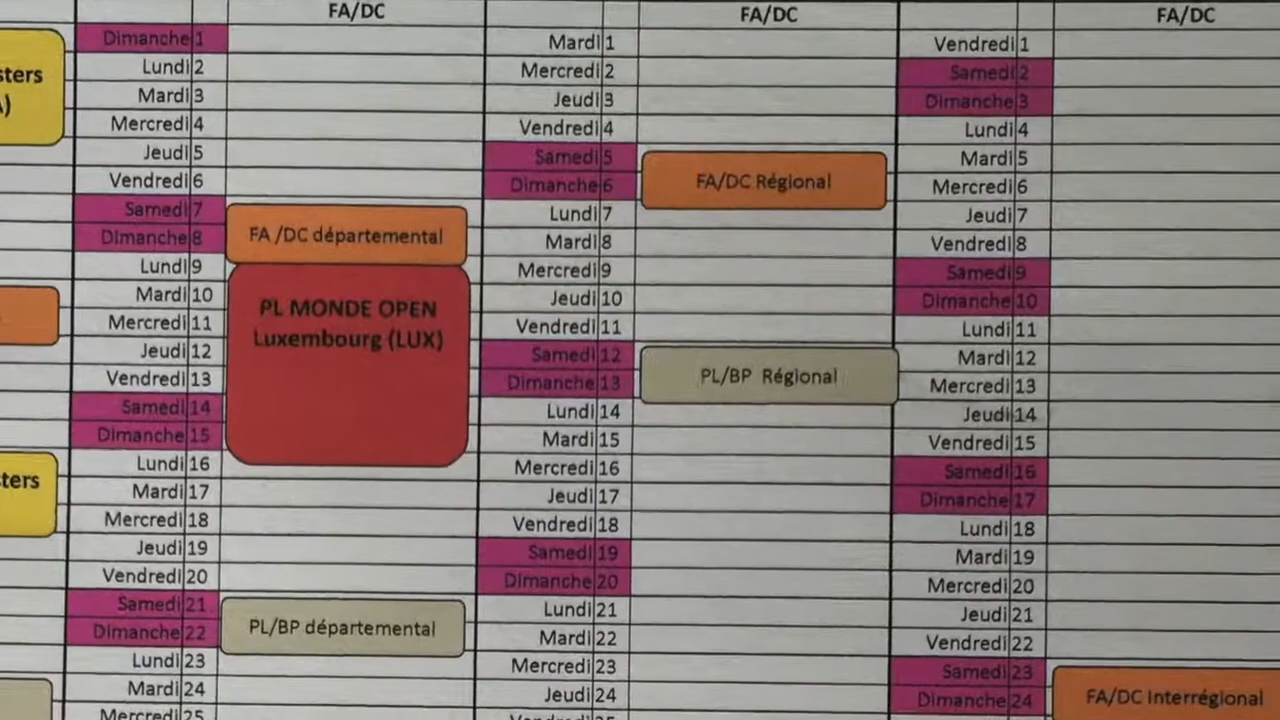 FA/DC
FA/DC
FA/DC
sters
A)
sters
Dimanche 1
Lundi 2
Mardi 3
Mercredi 4
Jeudi 5
Vendredi 6
Samedi 7
Dimanche 8
Lundi 9
Mardi 10
Mercredi 11
Jeudi 12
Vendredi 13
Samedi 14
Dimanche 15
Lundi 16
Mardi 17
Mercredi 18
Jeudi 19
Vendredi 20
Samedi 21
Dimanche 22
Lundi 23
Mardi 24
Mercredi 25
FA /DC départemental
PL MONDE OPEN
Luxembourg (LUX)
PL/BP départemental
Mardi 1
Mercredi 2
Jeudi 3
Vendredi 4
Samedi 5
Dimanche 6
Lundi 7
Mardi 8
Mercredi 9
Jeudi 10
Vendredi 11
Samedi 12
Dimanche 13
Lundi 14
Mardi 15
Mercredi 16
Jeudi 17
Vendredi 18
Samedi 19
Dimanche 20
Lundi 21
Mardi 22
Mercredi 23
Jeudi 24
Vendredi 25
FA/DC Régional
PL/BP Régional
Vendredi 1
Samedi 2
Dimanche 3
Lundi 4
Mardi 5
Mercredi 6
Jeudi 7
Vendredi 8
Samedi 9
Dimanche 10
Lundi 11
Mardi 12
Mercredi 13
Jeudi 14
Vendredi 15
Samedi 16
Dimanche 17
Lundi 18
Mardi 19
Mercredi 20
Jeudi 21
Vendredi 22
Samedi 23
Dimanche 24
FA/DC Interrégional